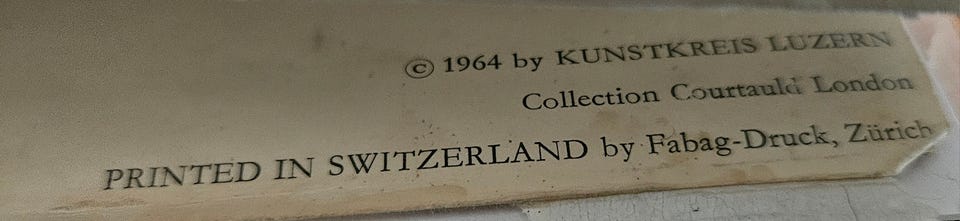 © 1964 by KUNSTKREIS LUZERN
Collection Courtauld London
PRINTED IN SWITZERLAND by Fabag-Druck, Zürich